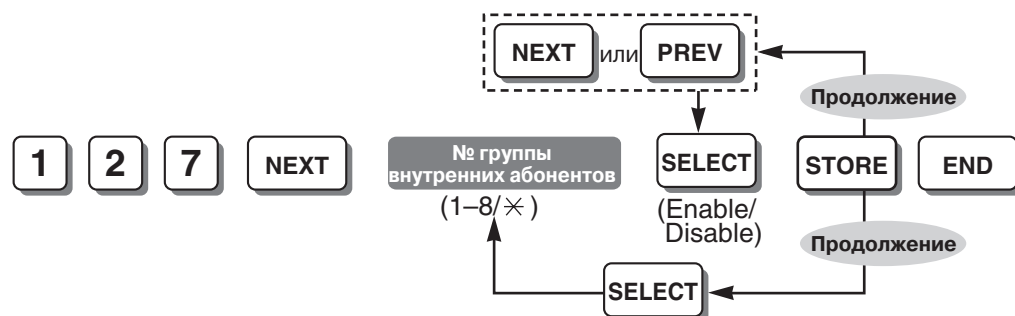 NEXT или PREV
Продолжение
1 2 7 NEXT
№ группы
внутренних абонентов
(1–8/✳)
SELECT
(Enable/
Disable)
STORE
END
Продолжение
SELECT